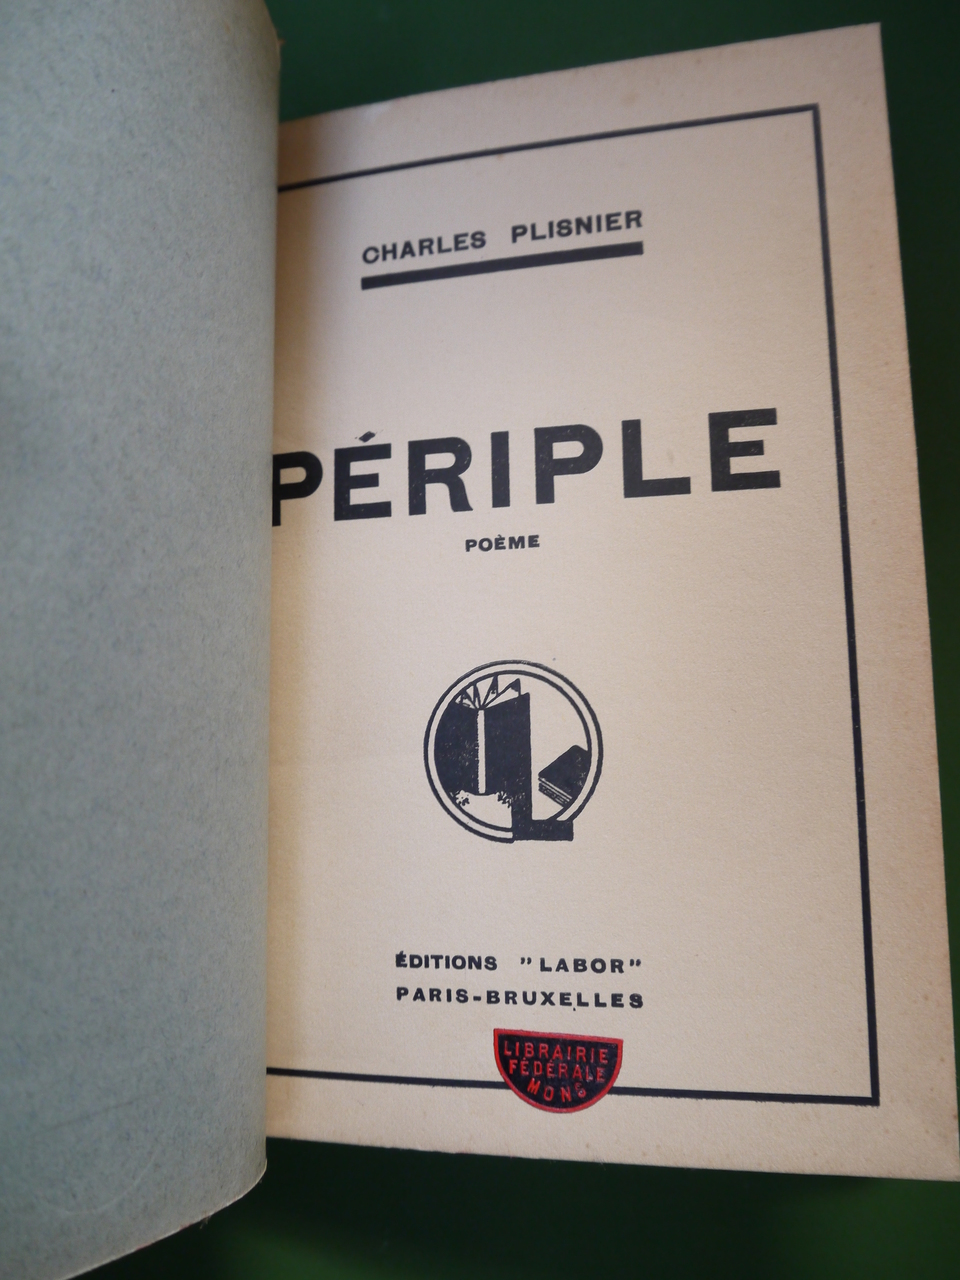 CHARLES PLISNIER
PÉRIPLE
POÈME
ÉDITIONS "LABOR"
PARIS-BRUXELLES
LIBRAIRIE
FÉDÉRALE
MONS